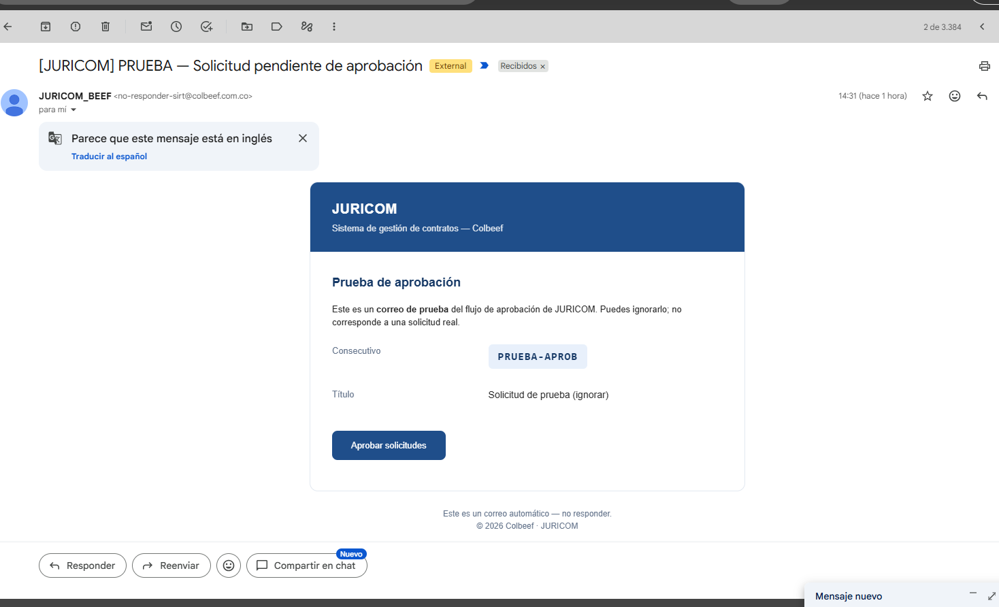 2 de 3.384
[JURICOM] PRUEBA — Solicitud pendiente de aprobación External Recibidos ×
JURICOM_BEEF <no-responder-sirt@colbeef.com.co> 14:31 (hace 1 hora)
para mí
Parece que este mensaje está en inglés
Traducir al español
JURICOM
Sistema de gestión de contratos — Colbeef
Prueba de aprobación
Este es un correo de prueba del flujo de aprobación de JURICOM. Puedes ignorarlo; no
corresponde a una solicitud real.
Consecutivo PRUEBA-APROB
Título Solicitud de prueba (ignorar)
Aprobar solicitudes
Este es un correo automático — no responder.
© 2026 Colbeef · JURICOM
Nuevo
Responder Reenviar Compartir en chat
Mensaje nuevo